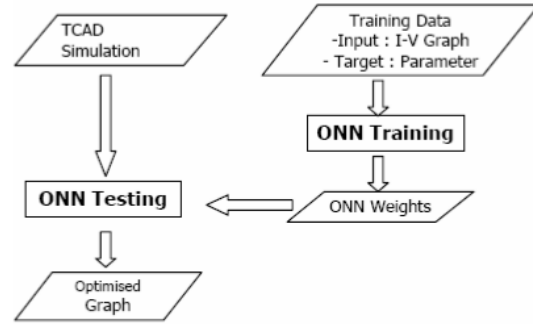 TCAD
Simulation
Training Data
-Input : I-V Graph
- Target : Parameter
ONN Training
ONN Testing
ONN Weights
Optimised
Graph